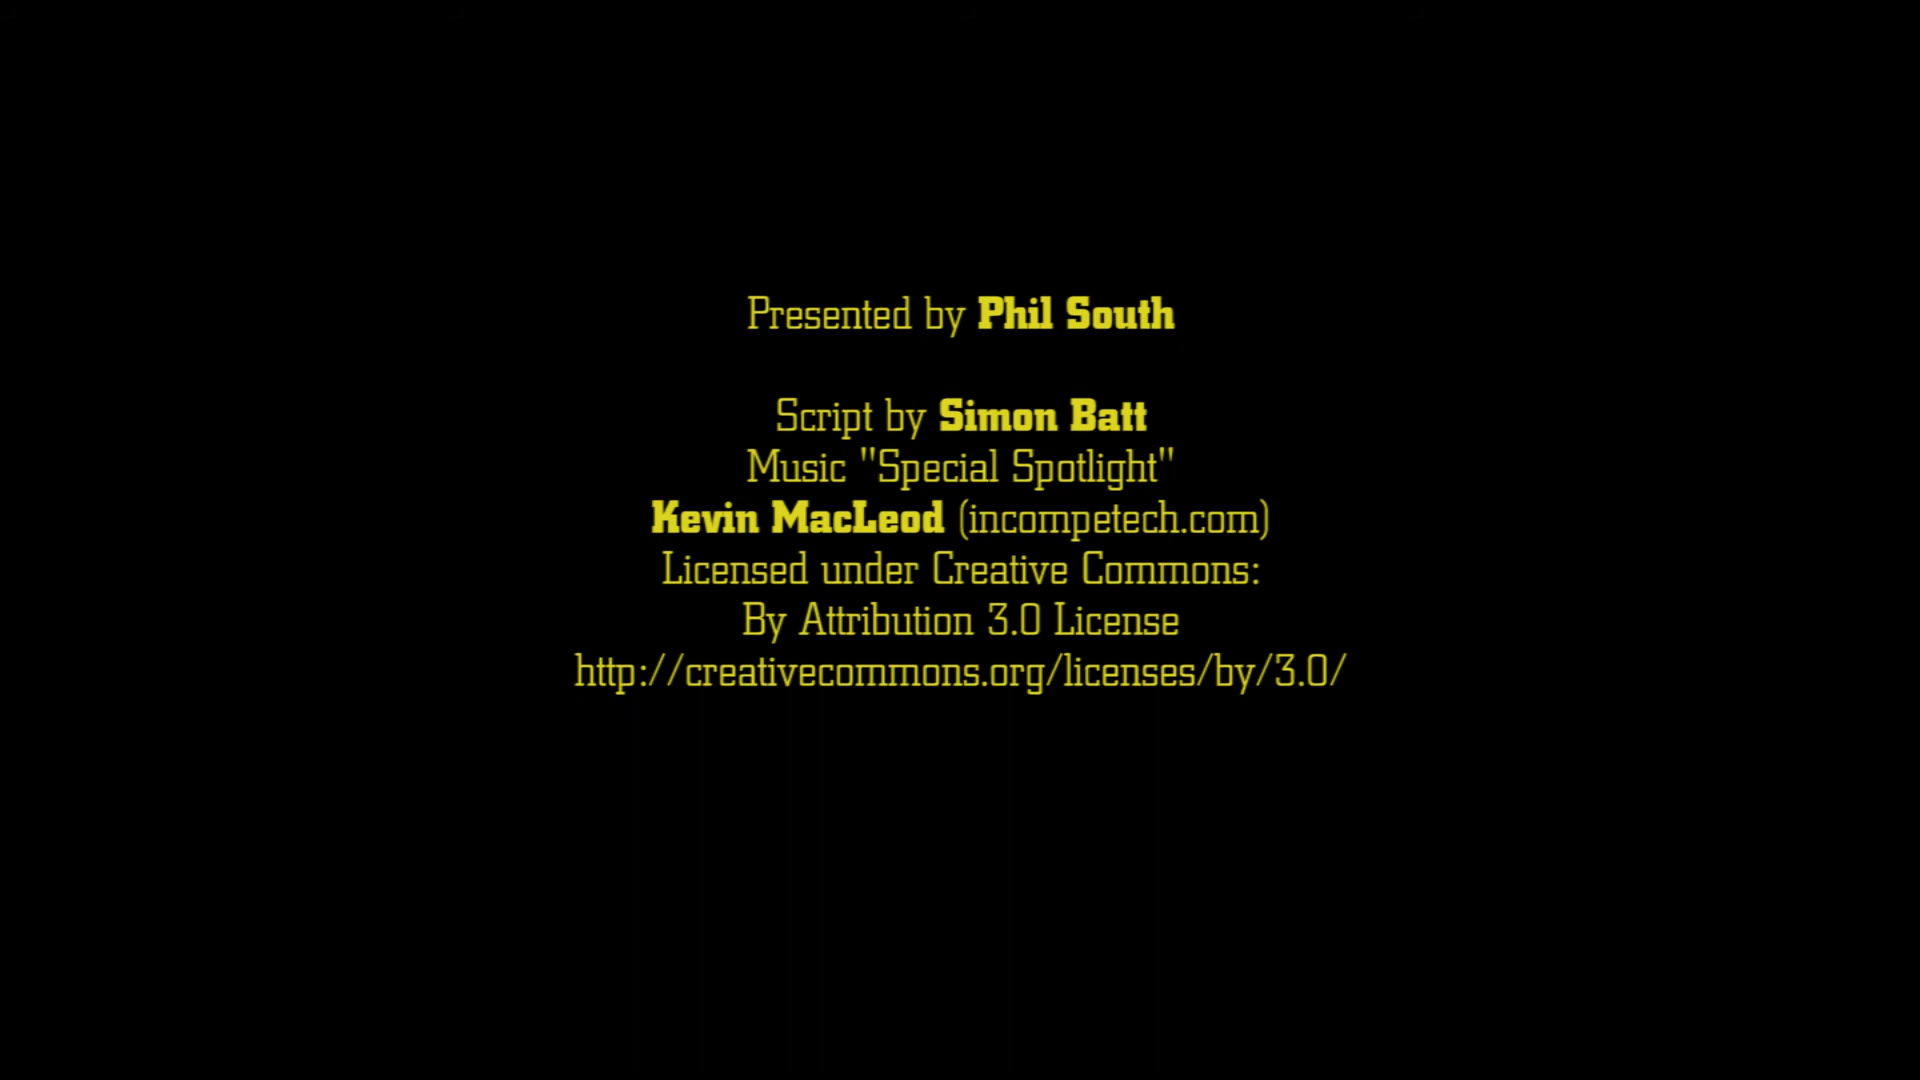 Presented by Phil South
Script by Simon Batt
Music "Special Spotlight"
Kevin MacLeod (incompetech.com)
Licensed under Creative Commons:
By Attribution 3.0 License
http://creativecommons.org/licenses/by/3.0/